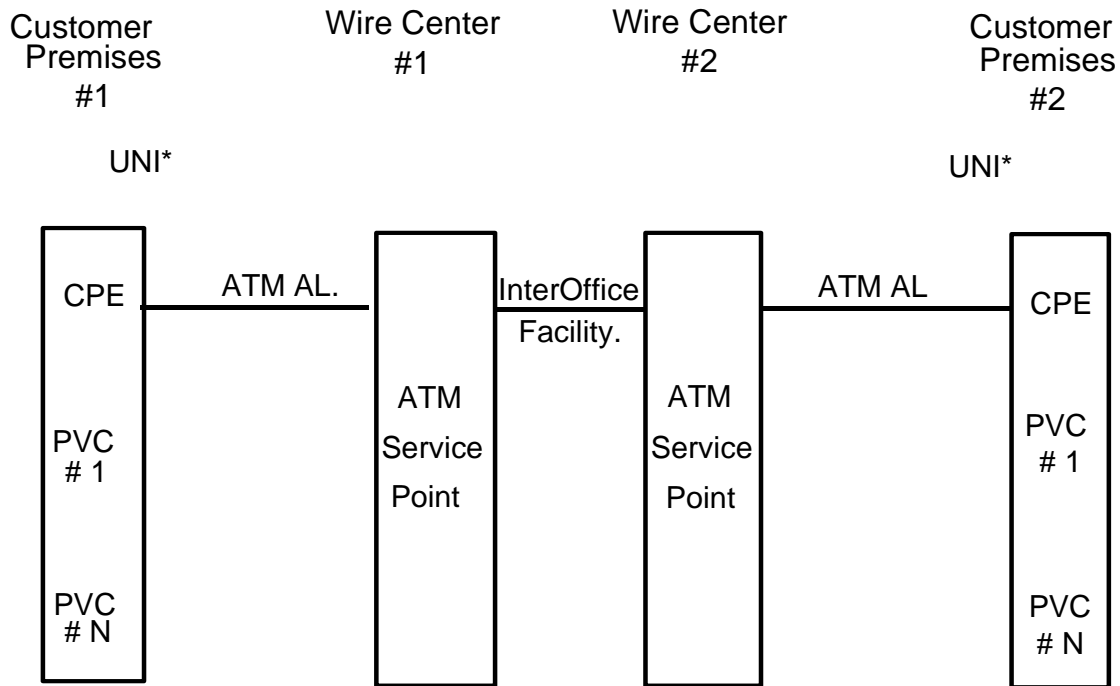 Customer
Premises
#1
Wire Center
#1
Wire Center
#2
Customer
Premises
#2
UNI*
UNI*
CPE
ATM AL.
InterOffice
Facility.
ATM AL
CPE
PVC
# 1
ATM
Service
Point
ATM
Service
Point
PVC
# 1
PVC
# N
PVC
# N